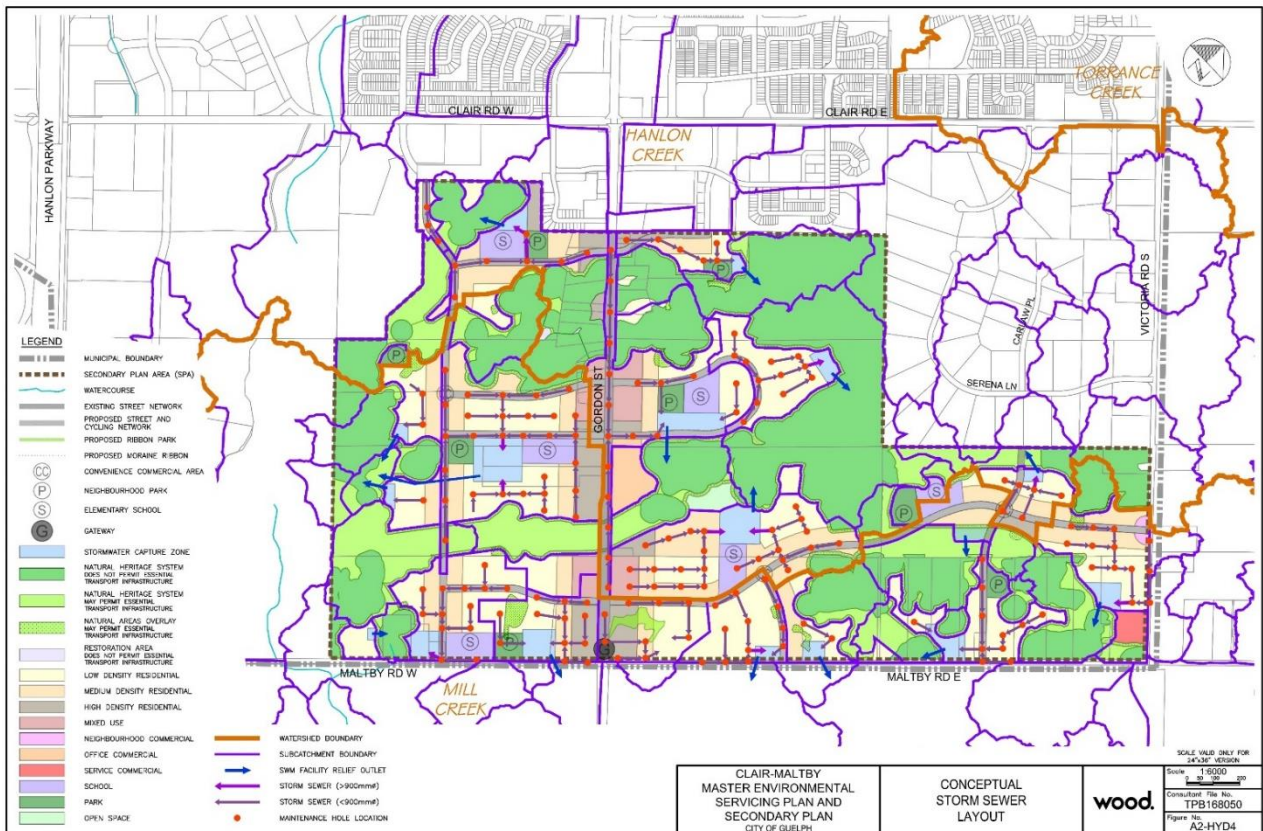 CLAIR RD W
CLAIR RD E
TORRANCE
CREEK
HANLON
CREEK
HANLON PARKWAY
VICTORIA RD S
CARLAW PL
SERENA LN
GORDON ST
S
P
P
P
P
S
P
S
S
P
S
P
S
P
G
MALTBY RD W
MALTBY RD E
MILL
CREEK
LEGEND
MUNICIPAL BOUNDARY
SECONDARY PLAN AREA (SPA)
WATERCOURSE
EXISTING STREET NETWORK
PROPOSED STREET AND
CYCLING NETWORK
PROPOSED RIBBON PARK
PROPOSED MORAINE RIBBON
CC CONVENIENCE COMMERCIAL AREA
P NEIGHBOURHOOD PARK
S ELEMENTARY SCHOOL
G GATEWAY
STORMWATER CAPTURE ZONE
NATURAL HERITAGE SYSTEM
DOES NOT PERMIT ESSENTIAL
TRANSPORT INFRASTRUCTURE
NATURAL HERITAGE SYSTEM
MAY PERMIT ESSENTIAL
TRANSPORT INFRASTRUCTURE
NATURAL AREAS OVERLAY
MAY PERMIT ESSENTIAL
TRANSPORT INFRASTRUCTURE
RESTORATION AREA
DOES NOT PERMIT ESSENTIAL
TRANSPORT INFRASTRUCTURE
LOW DENSITY RESIDENTIAL
MEDIUM DENSITY RESIDENTIAL
HIGH DENSITY RESIDENTIAL
MIXED USE
NEIGHBOURHOOD COMMERCIAL
OFFICE COMMERCIAL
SERVICE COMMERCIAL
SCHOOL
PARK
OPEN SPACE
WATERSHED BOUNDARY
SUBCATCHMENT BOUNDARY
SWM FACILITY RELIEF OUTLET
STORM SEWER (>900mmø)
STORM SEWER (<900mmø)
MAINTENANCE HOLE LOCATION
CLAIR-MALTBY
MASTER ENVIRONMENTAL
SERVICING PLAN AND
SECONDARY PLAN
CITY OF GUELPH
CONCEPTUAL
STORM SEWER
LAYOUT
wood.
SCALE VALID ONLY FOR
24"x36" VERSION
Scale 1:6000
0 50 100 200
Consultant File No.
TPB168050
Figure No.
A2-HYD4